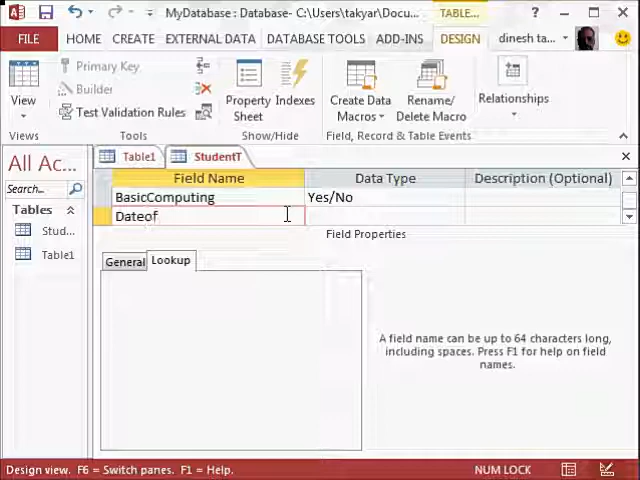 MyDatabase : Database- C:\Users\takyar\Docu...
TABLE...
FILE HOME CREATE EXTERNAL DATA DATABASE TOOLS ADD-INS DESIGN dinesh ta...
View
Primary Key
Builder
Test Validation Rules
Property Sheet
Indexes
Create Data Macros
Rename/ Delete Macro
Relationships
Views Tools Show/Hide Field, Record & Table Events
All Ac...
Search...
Tables
Stud...
Table1
Table1 StudentT
Field Name Data Type Description (Optional)
BasicComputing Yes/No
Dateof
Field Properties
General Lookup
A field name can be up to 64 characters long,
including spaces. Press F1 for help on field
names.
Design view. F6 = Switch panes. F1 = Help. NUM LOCK